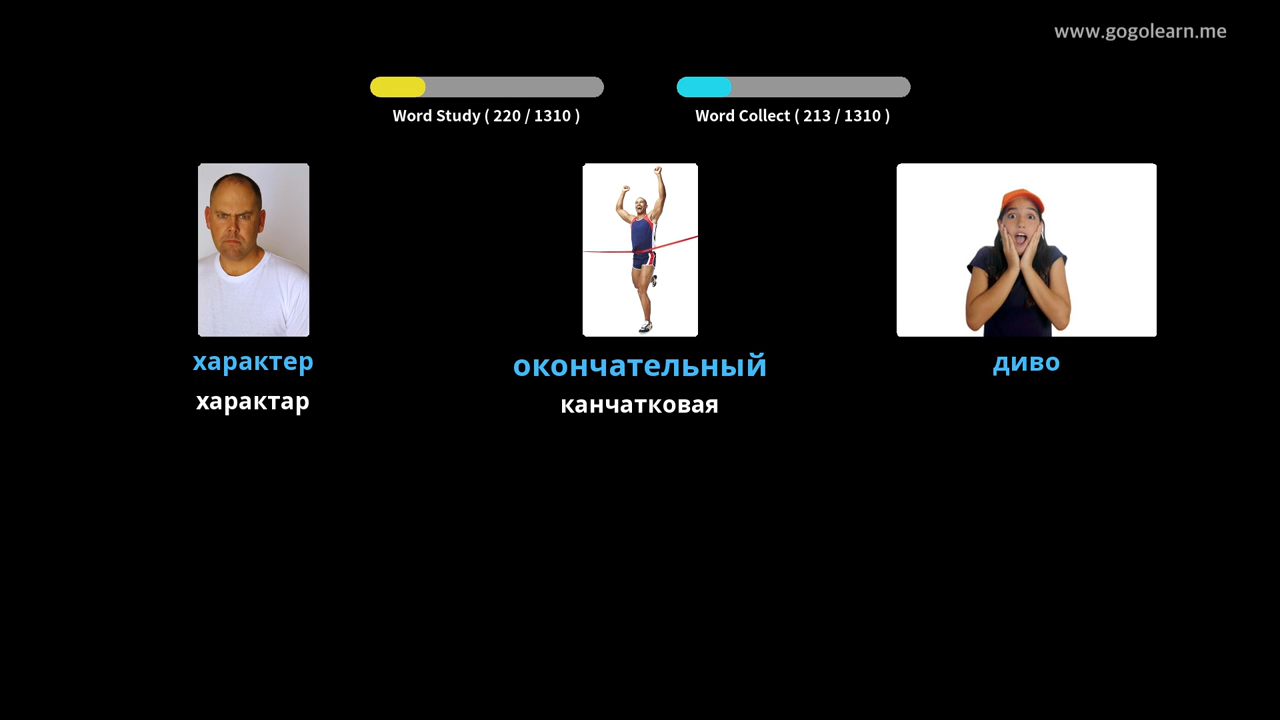 www.gogolearn.me
Word Study ( 220 / 1310 )
Word Collect ( 213 / 1310 )
характер
окончательный
диво
характар
канчатковая